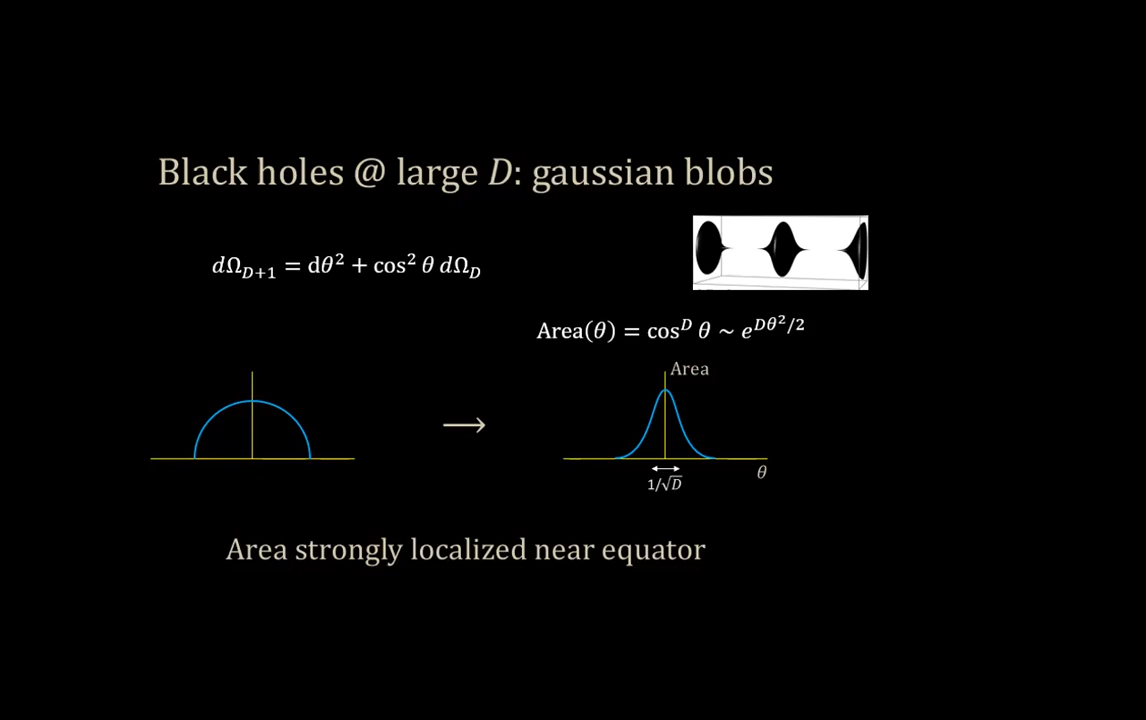 Black holes @ large D: gaussian blobs
dΩ_{D+1} = dθ² + cos² θ dΩ_D
Area(θ) = cos^D θ ~ e^{Dθ²/2}
Area
θ
1/√D
Area strongly localized near equator